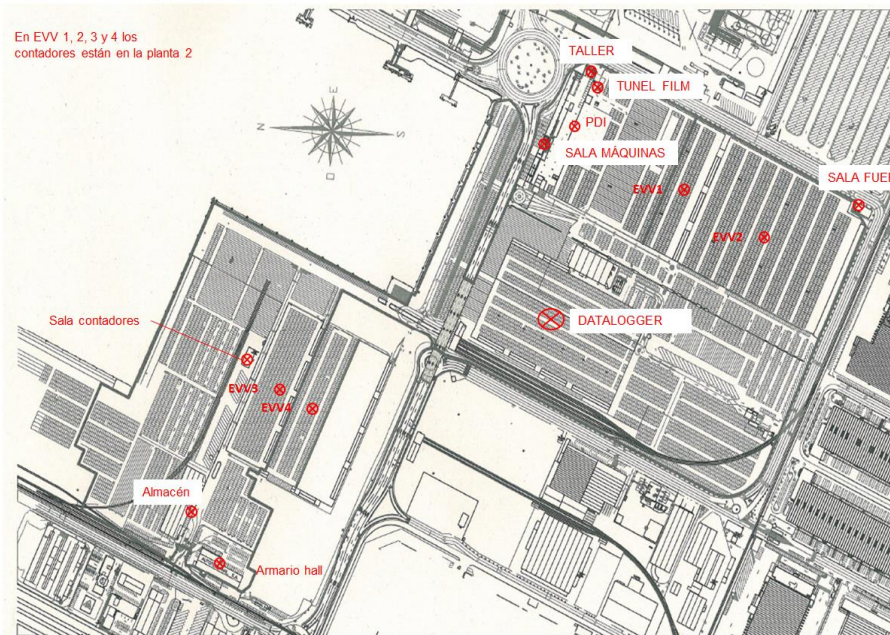 En EVV 1, 2, 3 y 4 los
contadores están en la planta 2
TALLER
TUNEL FILM
PDI
SALA MÁQUINAS
EVV1
SALA FUE
EVV2
N
E
S
O
DATALOGGER
Sala contadores
EVV3
EVV4
Almacén
Armario hall